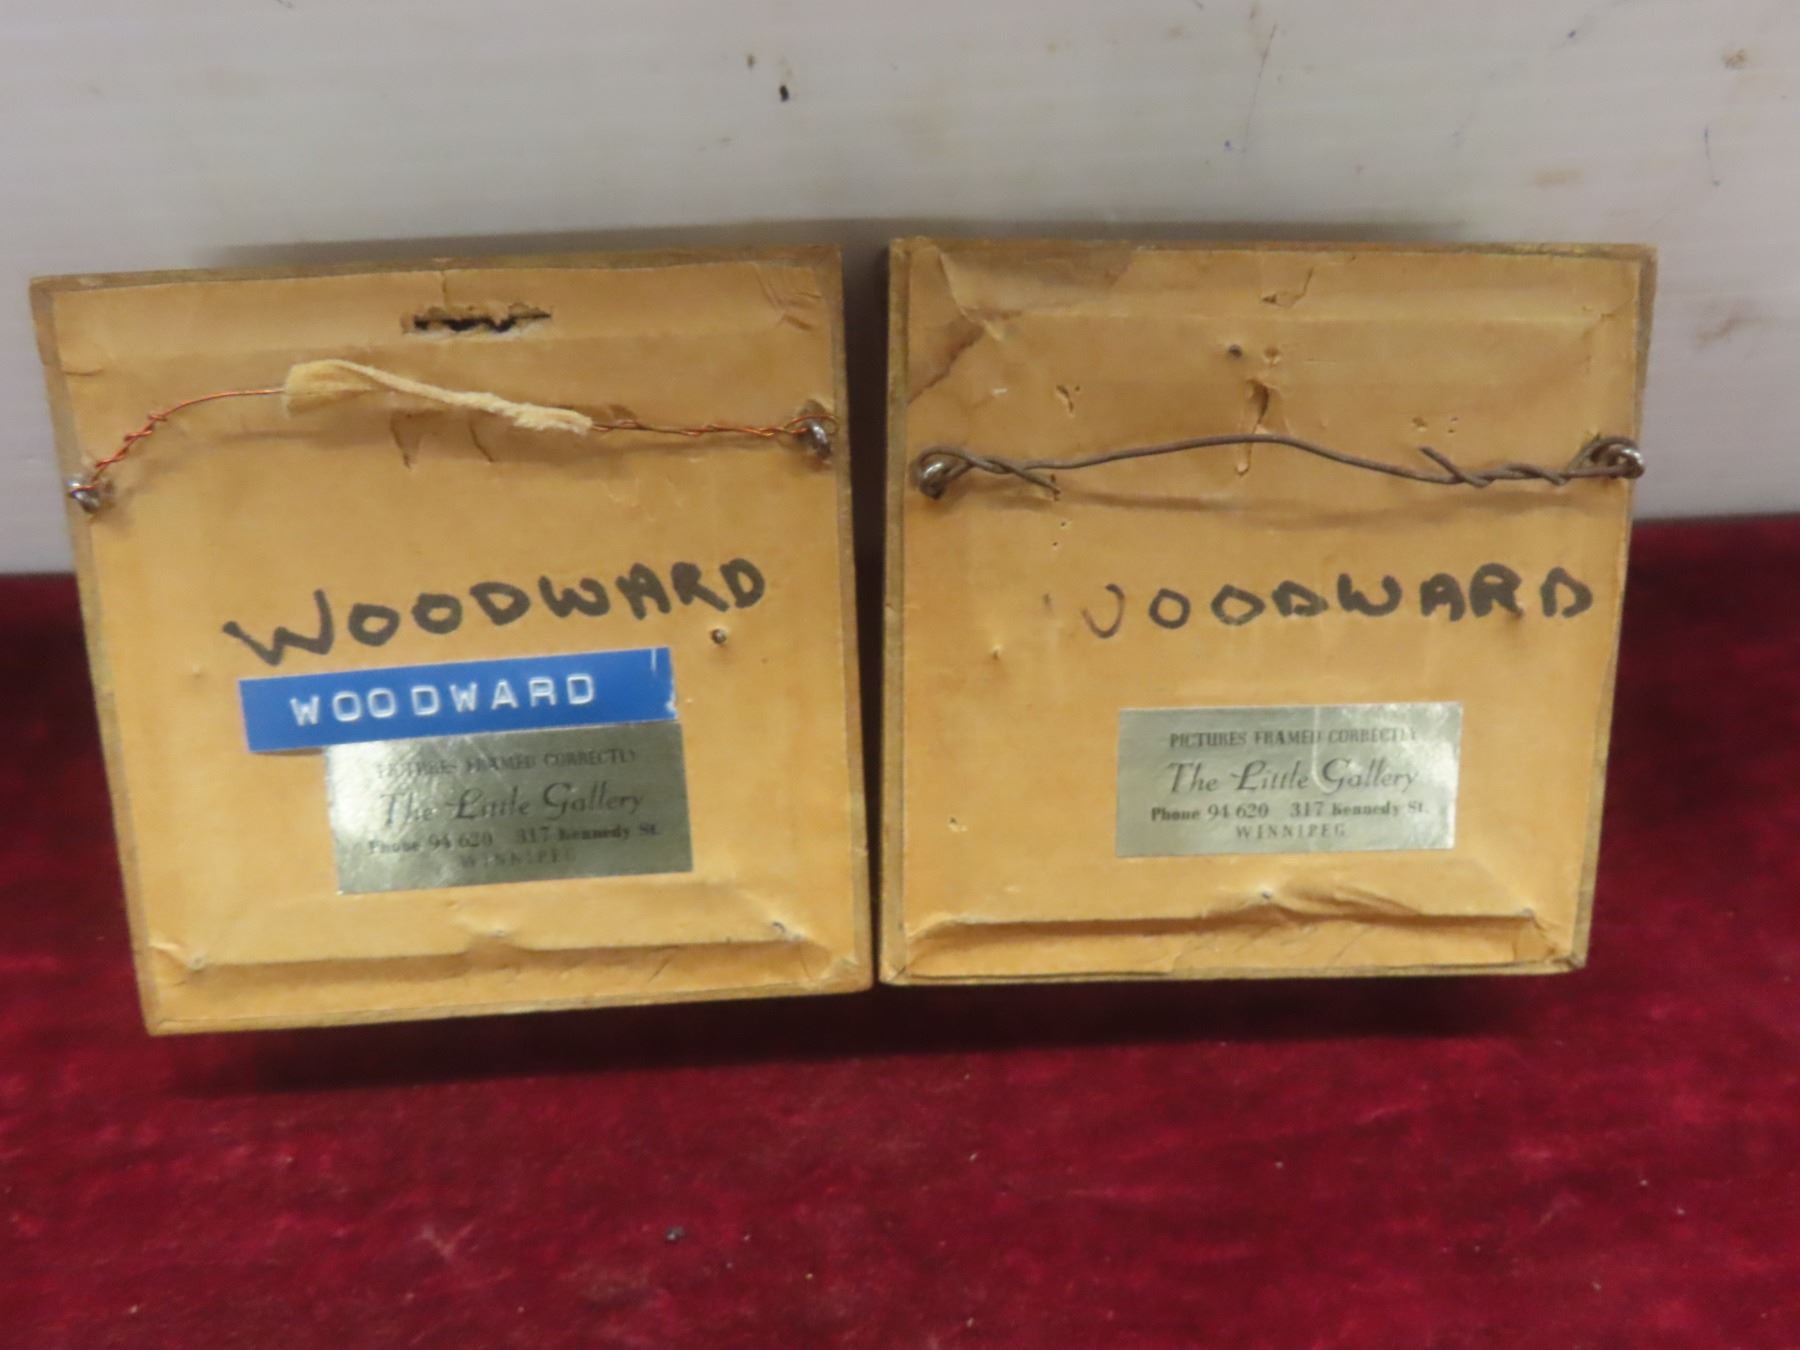 WOODWARD
WOODWARD
PICTURES FRAMED CORRECTLY
The Little Gallery
Phone 94 620 317 Kennedy St.
WINNIPEG
WOODWARD
PICTURES FRAMED CORRECTLY
The Little Gallery
Phone 94 620 317 Kennedy St.
WINNIPEG